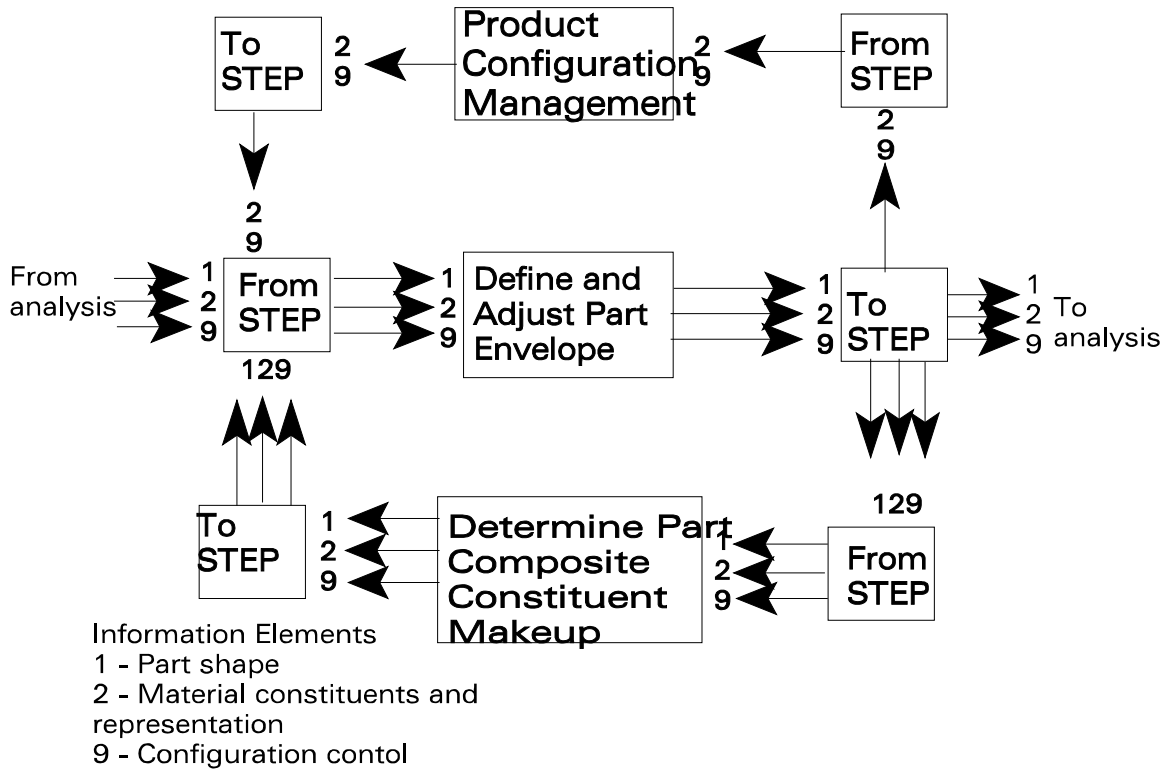 To
STEP
2
9
Product
Configuration
Management
2
9
From
STEP
2
9
2
9
From
analysis
1
2
9
From
STEP
129
1
2
9
Define and
Adjust Part
Envelope
1
2
9
To
STEP
1
2
9
To
analysis
129
To
STEP
1
2
9
Determine Part
Composite
Constituent
Makeup
1
2
9
From
STEP
Information Elements
1 - Part shape
2 - Material constituents and
representation
9 - Configuration contol